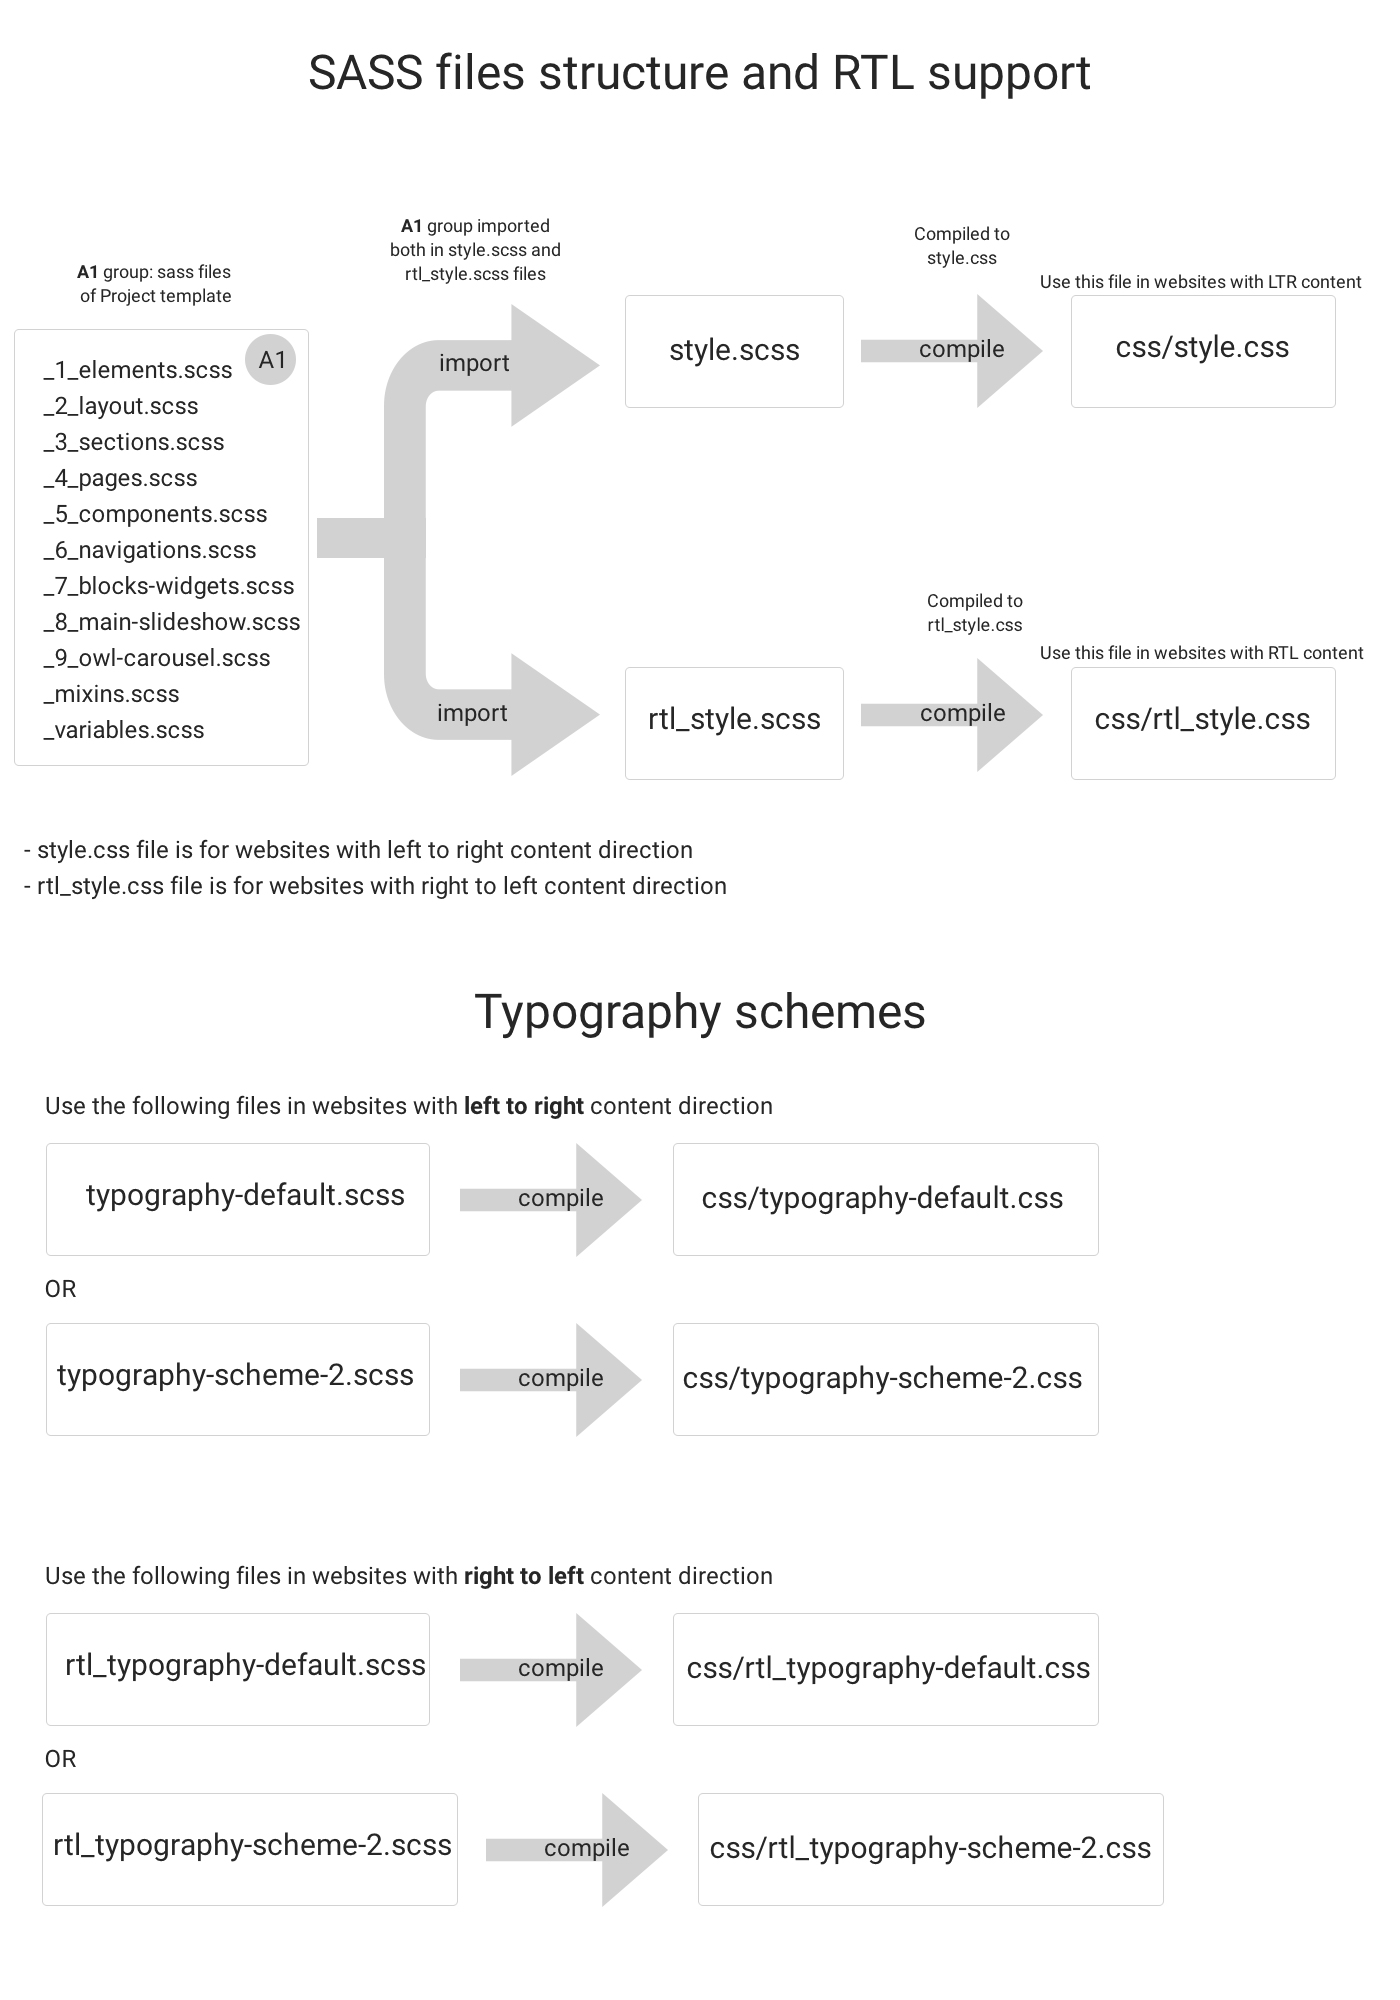 SASS files structure and RTL support
A1 group: sass files
of Project template
A1
_1_elements.scss
_2_layout.scss
_3_sections.scss
_4_pages.scss
_5_components.scss
_6_navigations.scss
_7_blocks-widgets.scss
_8_main-slideshow.scss
_9_owl-carousel.scss
_mixins.scss
_variables.scss
A1 group imported
both in style.scss and
rtl_style.scss files
import
style.scss
Compiled to
style.css
compile
Use this file in websites with LTR content
css/style.css
import
rtl_style.scss
Compiled to
rtl_style.css
compile
Use this file in websites with RTL content
css/rtl_style.css
- style.css file is for websites with left to right content direction
- rtl_style.css file is for websites with right to left content direction
Typography schemes
Use the following files in websites with left to right content direction
typography-default.scss
compile
css/typography-default.css
OR
typography-scheme-2.scss
compile
css/typography-scheme-2.css
Use the following files in websites with right to left content direction
rtl_typography-default.scss
compile
css/rtl_typography-default.css
OR
rtl_typography-scheme-2.scss
compile
css/rtl_typography-scheme-2.css